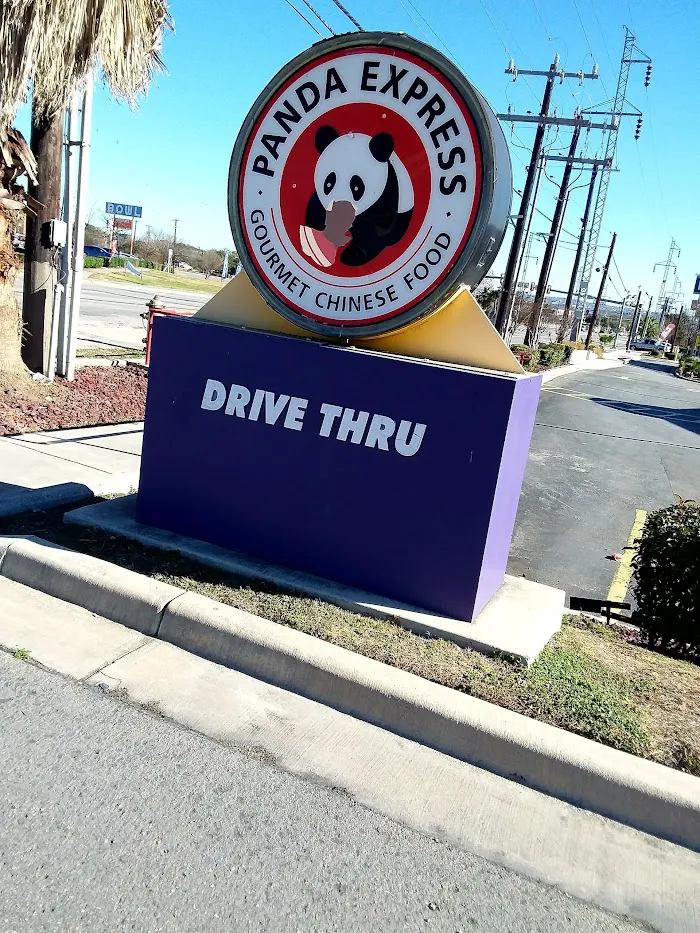 BOWL
PANDA EXPRESS
GOURMET CHINESE FOOD
DRIVE THRU